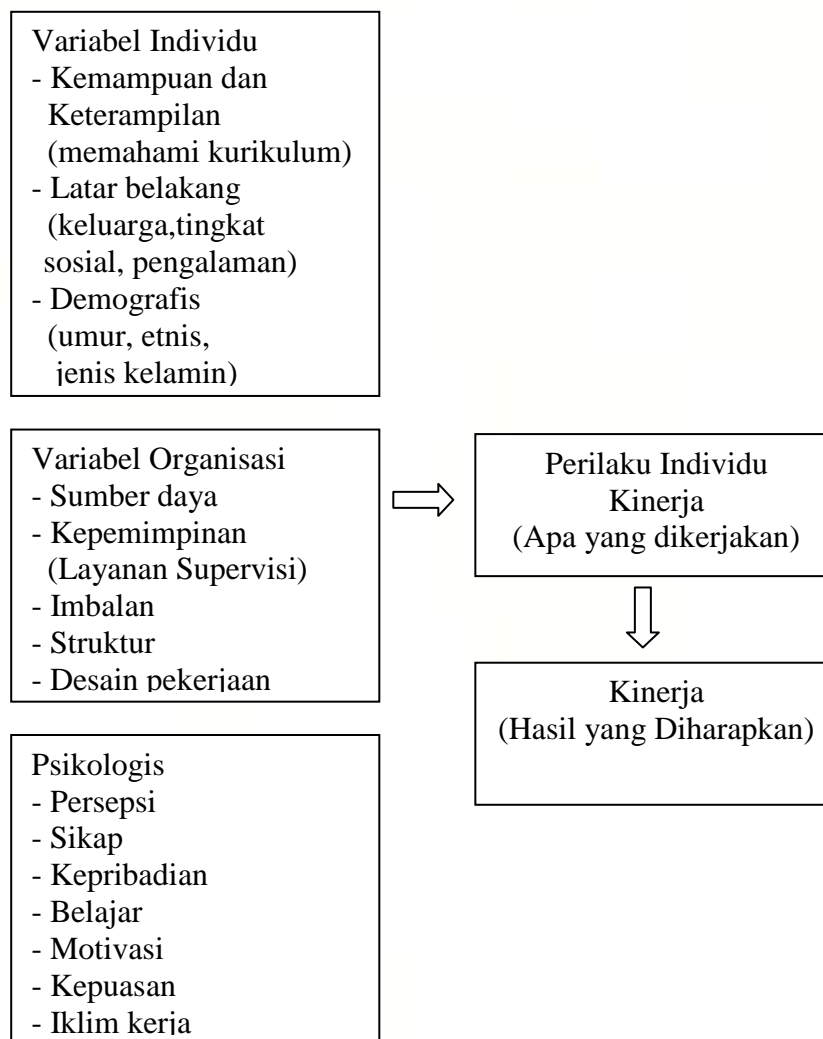 Variabel Individu
- Kemampuan dan
Keterampilan
(memahami kurikulum)
- Latar belakang
(keluarga,tingkat
sosial, pengalaman)
- Demografis
(umur, etnis,
jenis kelamin)
Variabel Organisasi
- Sumber daya
- Kepemimpinan
(Layanan Supervisi)
- Imbalan
- Struktur
- Desain pekerjaan
Psikologis
- Persepsi
- Sikap
- Kepribadian
- Belajar
- Motivasi
- Kepuasan
- Iklim kerja
Perilaku Individu
Kinerja
(Apa yang dikerjakan)
Kinerja
(Hasil yang Diharapkan)